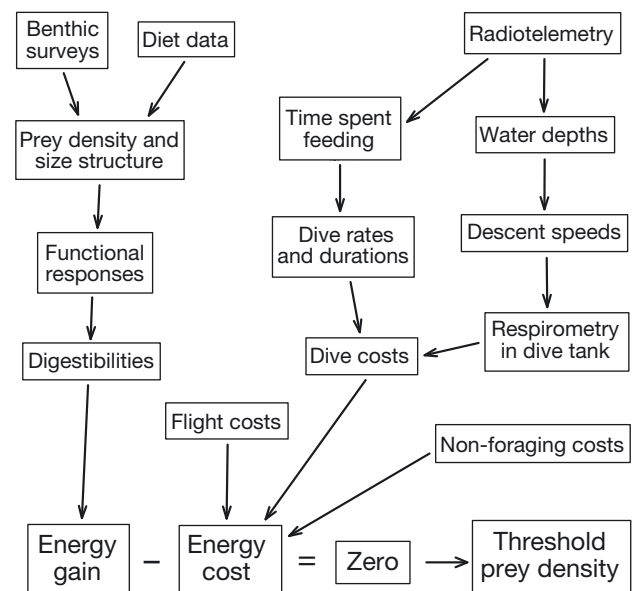 Benthic
surveys
Diet data
Radiotelemetry
Prey density and
size structure
Time spent
feeding
Water depths
Functional
responses
Dive rates
and durations
Descent speeds
Digestibilities
Dive costs
Respirometry
in dive tank
Flight costs
Non-foraging costs
Energy
gain
–
Energy
cost
=
Zero
Threshold
prey density